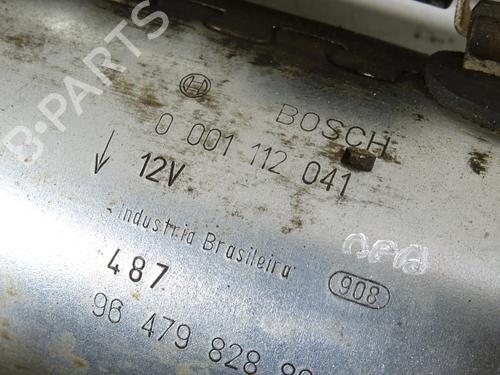 B-PARTS
BOSCH
0 001 112 041
12V
Industria Brasileira
487
908
96 479 828